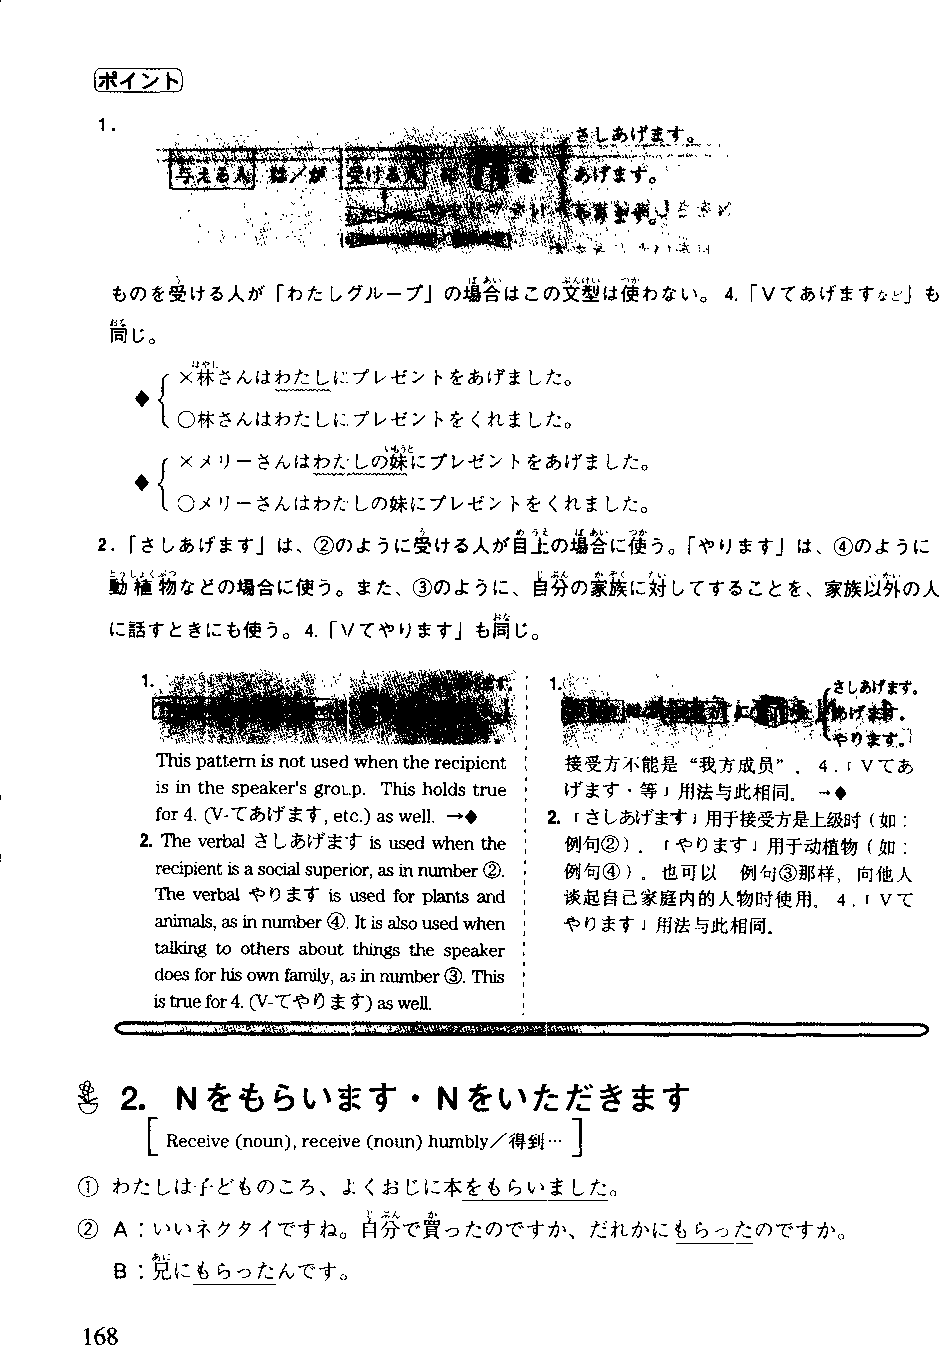 ポイント
1.
さしあげます。
与える人 は／が 受ける人 に を あげます。
ものを受ける人が「わたしグループ」の場合はこの文型は使わない。4.「Vてあげますなど」も
同じ。
×林さんはわたしにプレゼントをあげました。
◆
○林さんはわたしにプレゼントをくれました。
×メリーさんはわたしの妹にプレゼントをあげました。
◆
○メリーさんはわたしの妹にプレゼントをくれました。
2.「さしあげます」は、②のように受ける人が目上の場合に使う。「やります」は、④のように
動植物などの場合に使う。また、③のように、自分の家族に対してすることを、家族以外の人
に話すときにも使う。4.「Vてやります」も同じ。
1.
This pattern is not used when the recipient
is in the speaker's group. This holds true
for 4. (V-てあげます, etc.) as well. →◆
2. The verbal さしあげます is used when the
recipient is a social superior, as in number ②.
The verbal やります is used for plants and
animals, as in number ④. It is also used when
talking to others about things the speaker
does for his own family, as in number ③. This
is true for 4. (V-てやります) as well.
1.
さしあげます。
あげます。
やります。
接受方不能是“我方成员”．4.「Vてあ
げます・等」用法与此相同。→◆
2.「さしあげます」用于接受方是上级时（如：
例句②）．「やります」用于动植物（如：
例句④）。也可以 例句③那样，向他人
谈起自己家庭内的人物时使用。4.「Vて
やります」用法与此相同．
2. Nをもらいます・Nをいただきます
[Receive (noun), receive (noun) humbly／得到…]
① わたしは子どものころ、よくおじに本をもらいました。
② A：いいネクタイですね。自分で買ったのですか、だれかにもらったのですか。
B：兄にもらったんです。
168